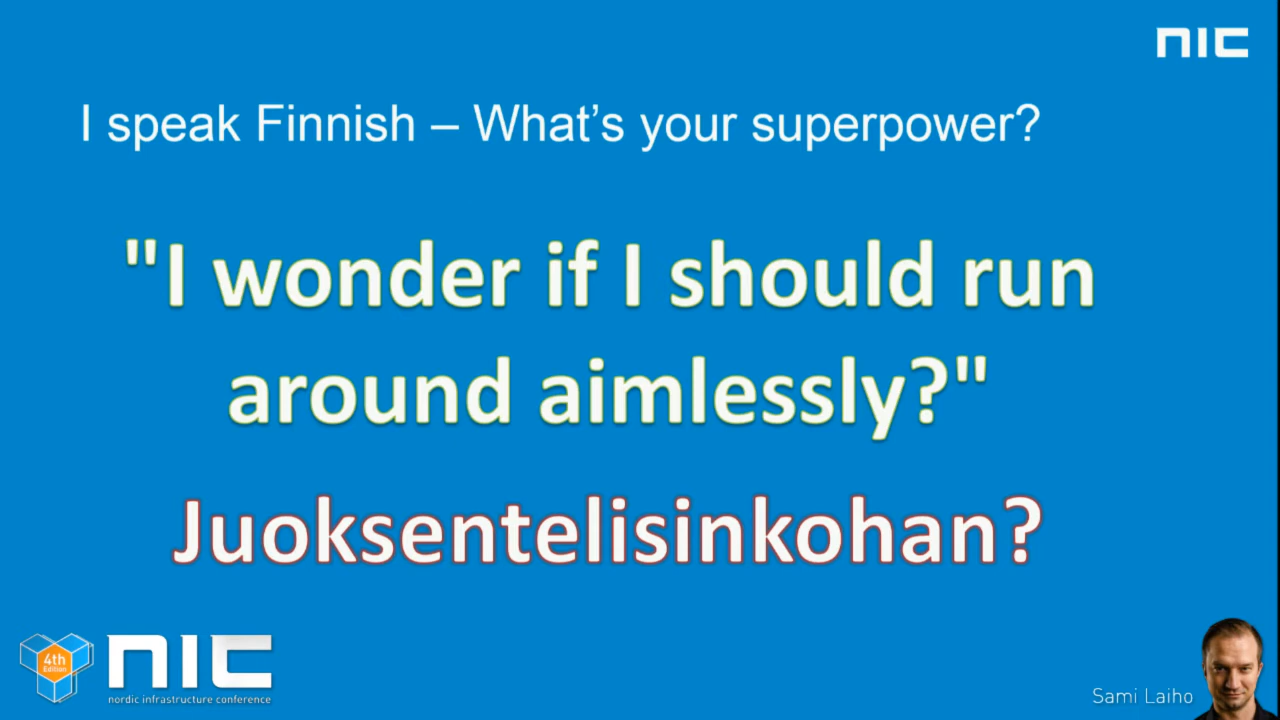 NIC
I speak Finnish – What's your superpower?
"I wonder if I should run
around aimlessly?"
Juoksentelisinkohan?
4th
Edition
NIC
nordic infrastructure conference
Sami Laiho